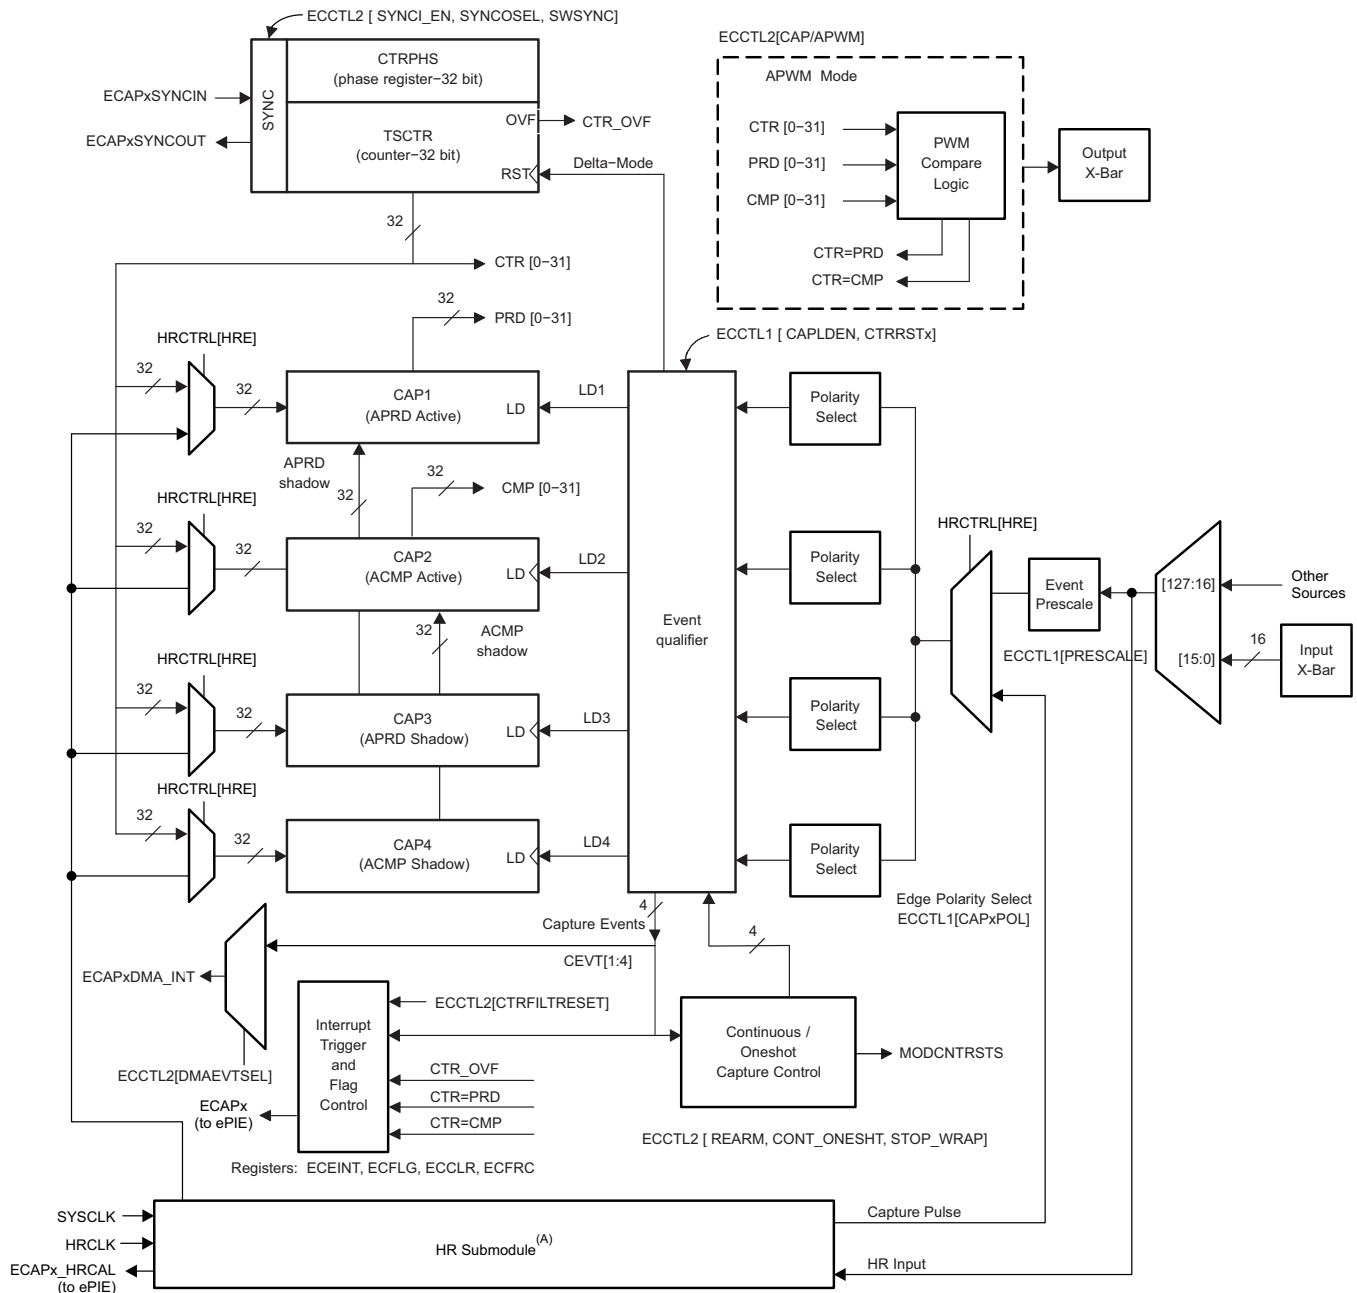 ECCTL2 [ SYNCI_EN, SYNCOSEL, SWSYNC]
SYNC
CTRPHS
(phase register−32 bit)
ECAPxSYNCIN
ECAPxSYNCOUT
TSCTR
(counter−32 bit)
OVF
CTR_OVF
RST
Delta−Mode
32
CTR [0−31]
32
PRD [0−31]
ECCTL2[CAP/APWM]
APWM Mode
CTR [0−31]
PRD [0−31]
CMP [0−31]
PWM
Compare
Logic
CTR=PRD
CTR=CMP
Output
X-Bar
ECCTL1 [ CAPLDEN, CTRRSTx]
HRCTRL[HRE]
32
32
CAP1
(APRD Active)
LD
LD1
Polarity
Select
APRD
shadow
32
32
CMP [0−31]
HRCTRL[HRE]
32
32
CAP2
(ACMP Active)
LD
LD2
Polarity
Select
32
ACMP
shadow
Event
qualifier
HRCTRL[HRE]
Event
Prescale
ECCTL1[PRESCALE]
[127:16]
Other
Sources
[15:0]
16
Input
X-Bar
HRCTRL[HRE]
32
32
CAP3
(APRD Shadow)
LD
LD3
Polarity
Select
HRCTRL[HRE]
32
32
CAP4
(ACMP Shadow)
LD
LD4
Polarity
Select
Edge Polarity Select
ECCTL1[CAPxPOL]
4
Capture Events
CEVT[1:4]
4
ECAPxDMA_INT
ECCTL2[DMAEVTSEL]
ECCTL2[CTRFILTRESET]
Interrupt
Trigger
and
Flag
Control
CTR_OVF
CTR=PRD
CTR=CMP
ECAPx
(to ePIE)
Continuous /
Oneshot
Capture Control
MODCNTRSTS
ECCTL2 [ REARM, CONT_ONESHT, STOP_WRAP]
Registers: ECEINT, ECFLG, ECCLR, ECFRC
SYSCLK
HRCLK
ECAPx_HRCAL
(to ePIE)
HR Submodule(A)
Capture Pulse
HR Input